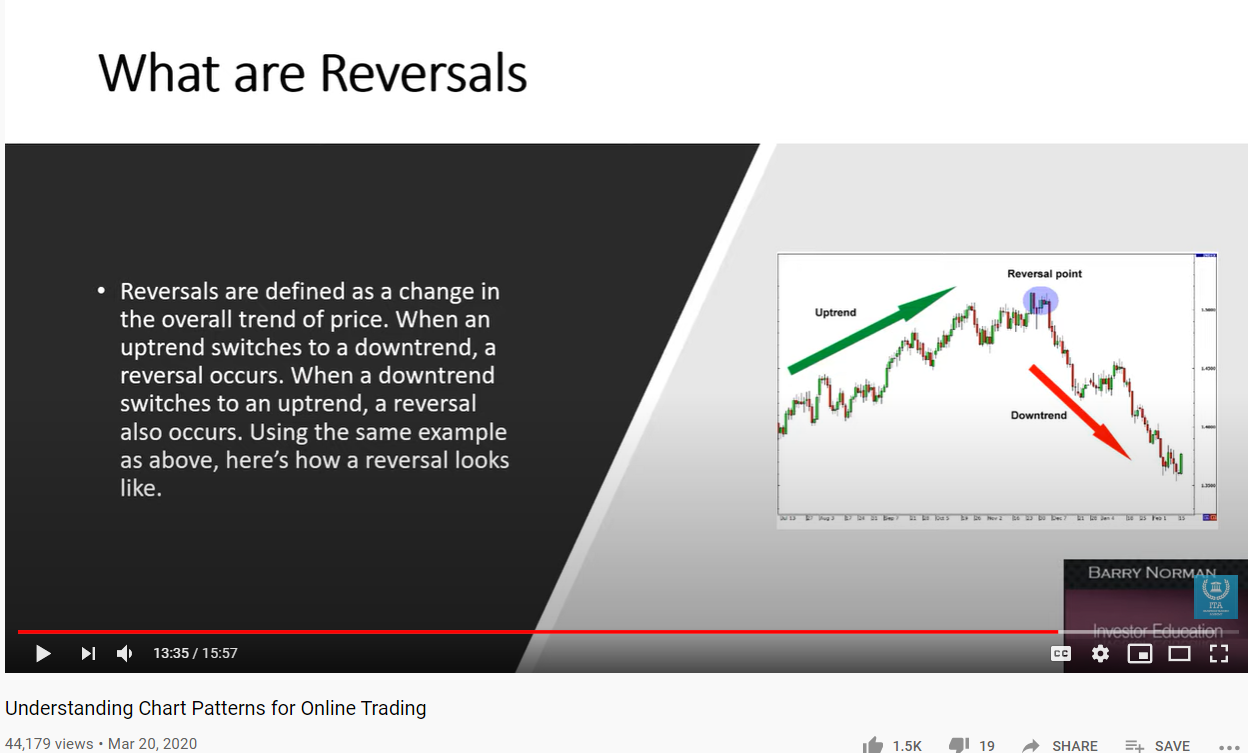 What are Reversals
• Reversals are defined as a change in
the overall trend of price. When an
uptrend switches to a downtrend, a
reversal occurs. When a downtrend
switches to an uptrend, a reversal
also occurs. Using the same example
as above, here's how a reversal looks
like.
Reversal point
Uptrend
Downtrend
BARRY NORMAN
ITA
Investor Education
13:35 / 15:57
CC
Understanding Chart Patterns for Online Trading
44,179 views • Mar 20, 2020
1.5K 19 SHARE SAVE